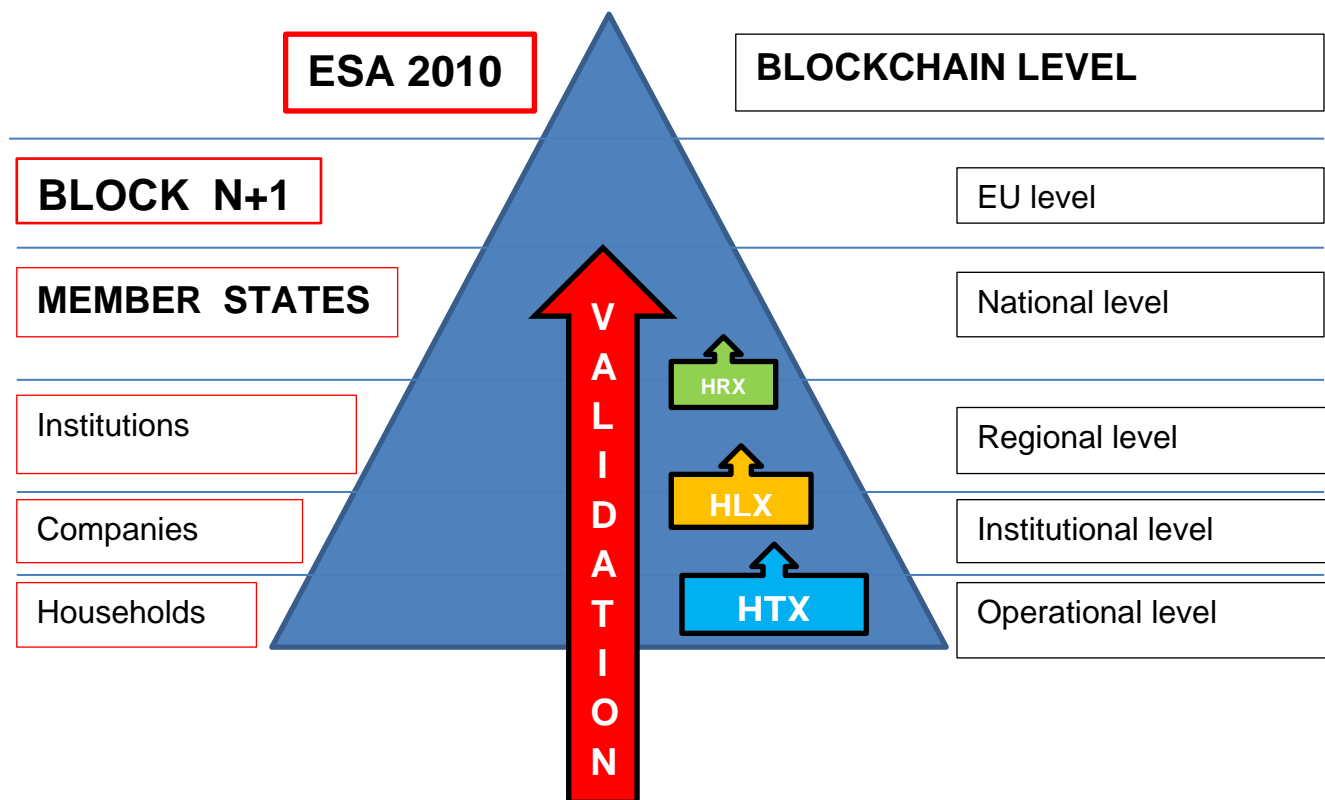 ESA 2010
BLOCKCHAIN LEVEL
BLOCK N+1
EU level
MEMBER STATES
National level
VALIDATION
HRX
Institutions
Regional level
HLX
Companies
Institutional level
HTX
Households
Operational level